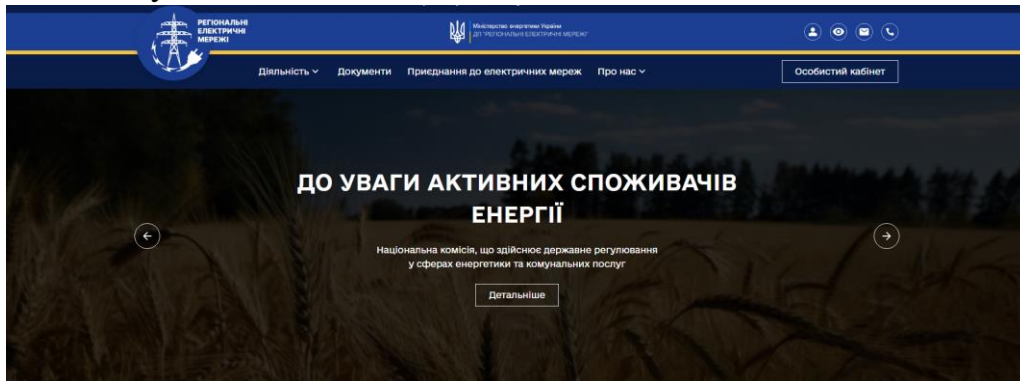 РЕГІОНАЛЬНІ
ЕЛЕКТРИЧНІ
МЕРЕЖІ
Міністерство енергетики України
ДП "РЕГІОНАЛЬНІ ЕЛЕКТРИЧНІ МЕРЕЖІ"
Діяльність Документи Приєднання до електричних мереж Про нас Особистий кабінет
ДО УВАГИ АКТИВНИХ СПОЖИВАЧІВ
ЕНЕРГІЇ
Національна комісія, що здійснює державне регулювання
у сферах енергетики та комунальних послуг
Детальніше